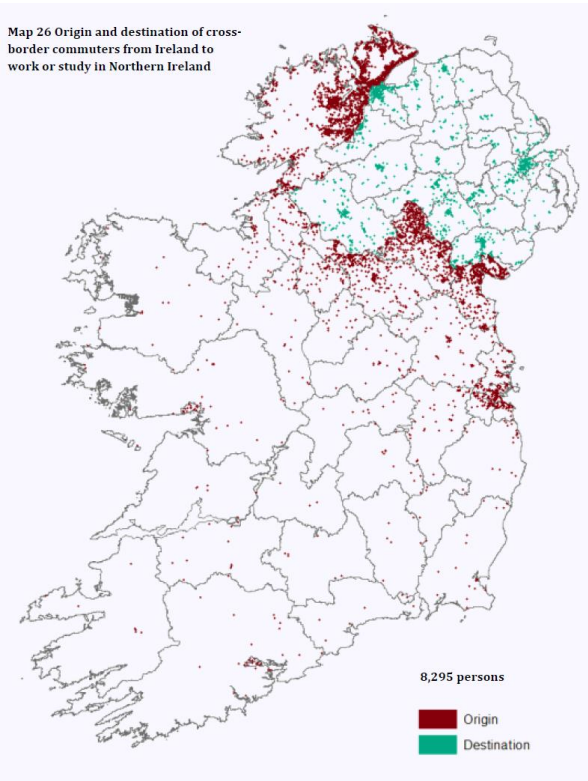 Map 26 Origin and destination of cross-
border commuters from Ireland to
work or study in Northern Ireland
8,295 persons
Origin
Destination